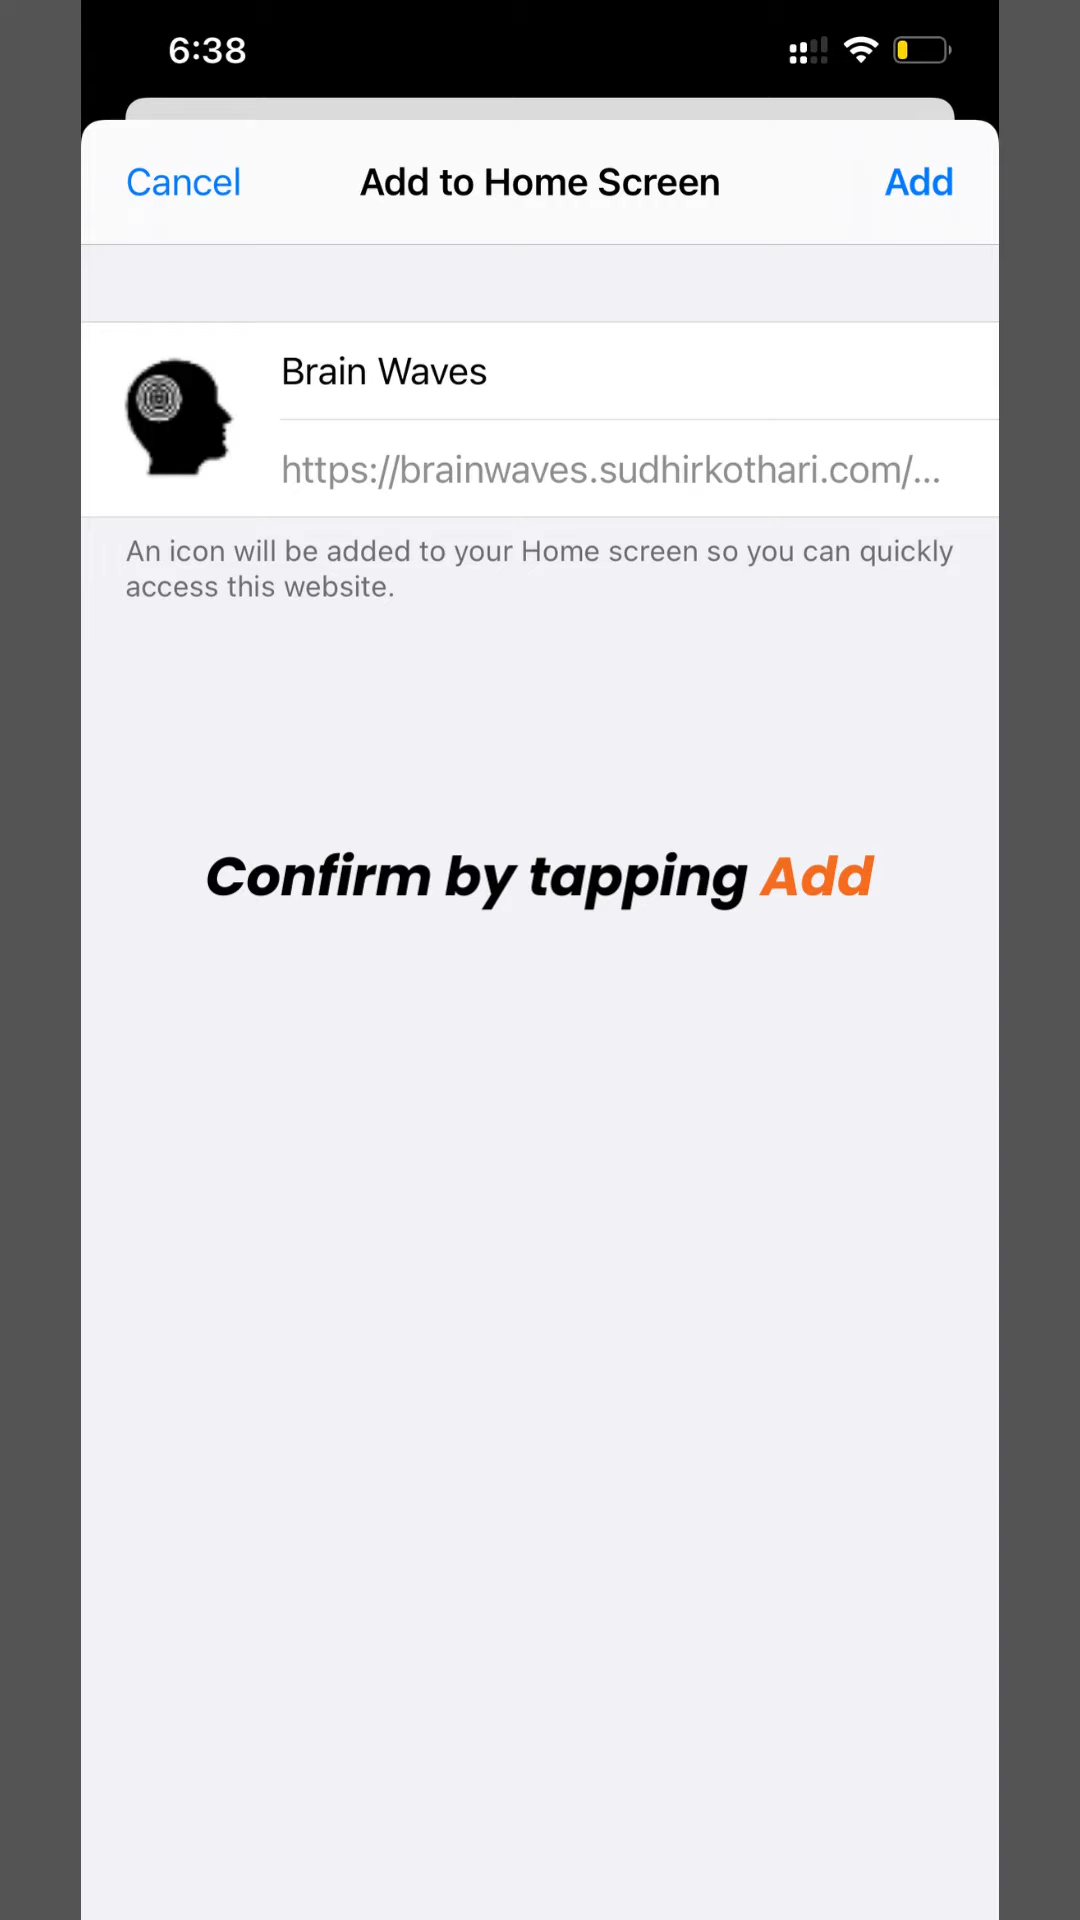 6:38
Cancel
Add to Home Screen
Add
Brain Waves
https://brainwaves.sudhirkothari.com/...
An icon will be added to your Home screen so you can quickly
access this website.
Confirm by tapping Add